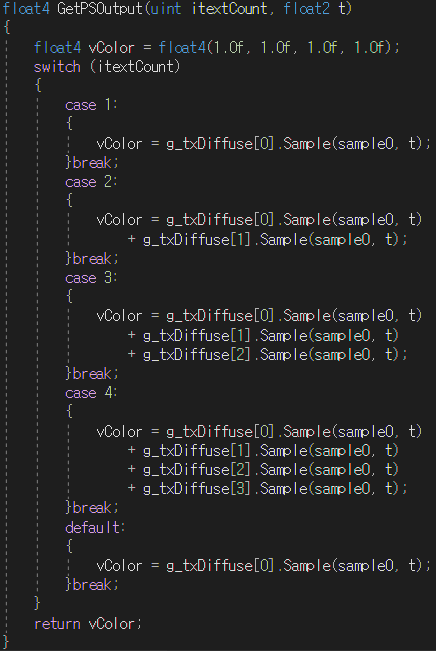 float4 GetPSOutput(uint itextCount, float2 t)
{
    float4 vColor = float4(1.0f, 1.0f, 1.0f, 1.0f);
    switch (itextCount)
    {
        case 1:
        {
            vColor = g_txDiffuse[0].Sample(sample0, t);
        }break;
        case 2:
        {
            vColor = g_txDiffuse[0].Sample(sample0, t)
                + g_txDiffuse[1].Sample(sample0, t);
        }break;
        case 3:
        {
            vColor = g_txDiffuse[0].Sample(sample0, t)
                + g_txDiffuse[1].Sample(sample0, t)
                + g_txDiffuse[2].Sample(sample0, t);
        }break;
        case 4:
        {
            vColor = g_txDiffuse[0].Sample(sample0, t)
                + g_txDiffuse[1].Sample(sample0, t)
                + g_txDiffuse[2].Sample(sample0, t)
                + g_txDiffuse[3].Sample(sample0, t);
        }break;
        default:
        {
            vColor = g_txDiffuse[0].Sample(sample0, t);
        }break;
    }
    return vColor;
}